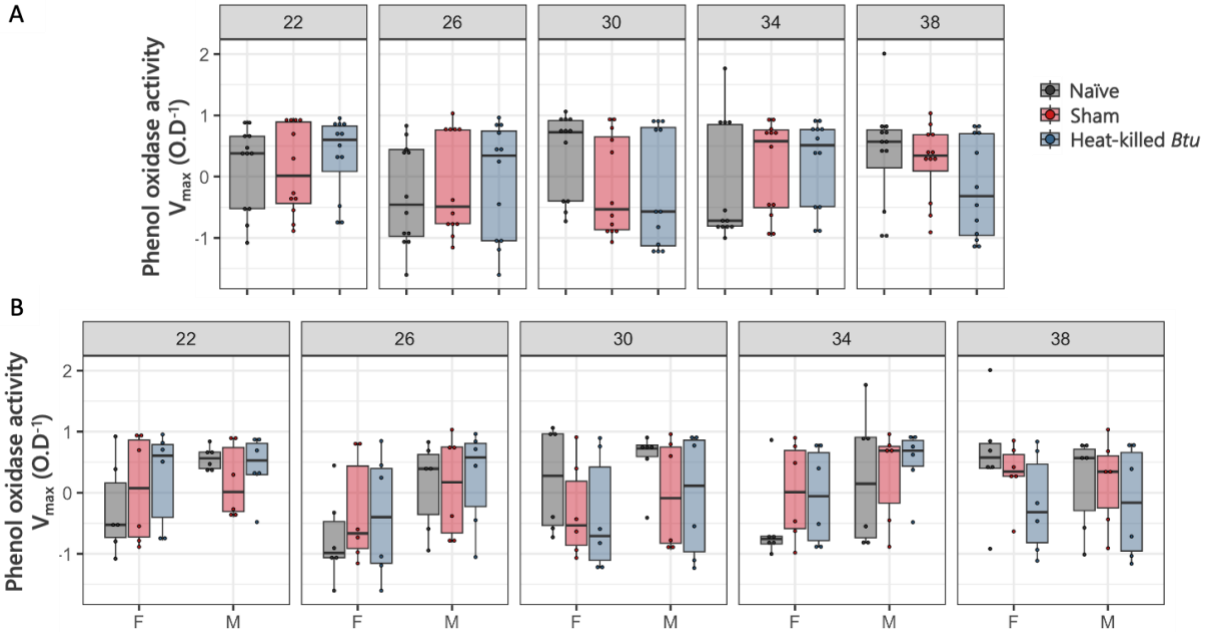 A
22 26 30 34 38
Phenol oxidase activity
Vmax (O.D-1)
2
1
0
-1
Naïve
Sham
Heat-killed Btu
B
22 26 30 34 38
Phenol oxidase activity
Vmax (O.D-1)
2
1
0
-1
F M F M F M F M F M